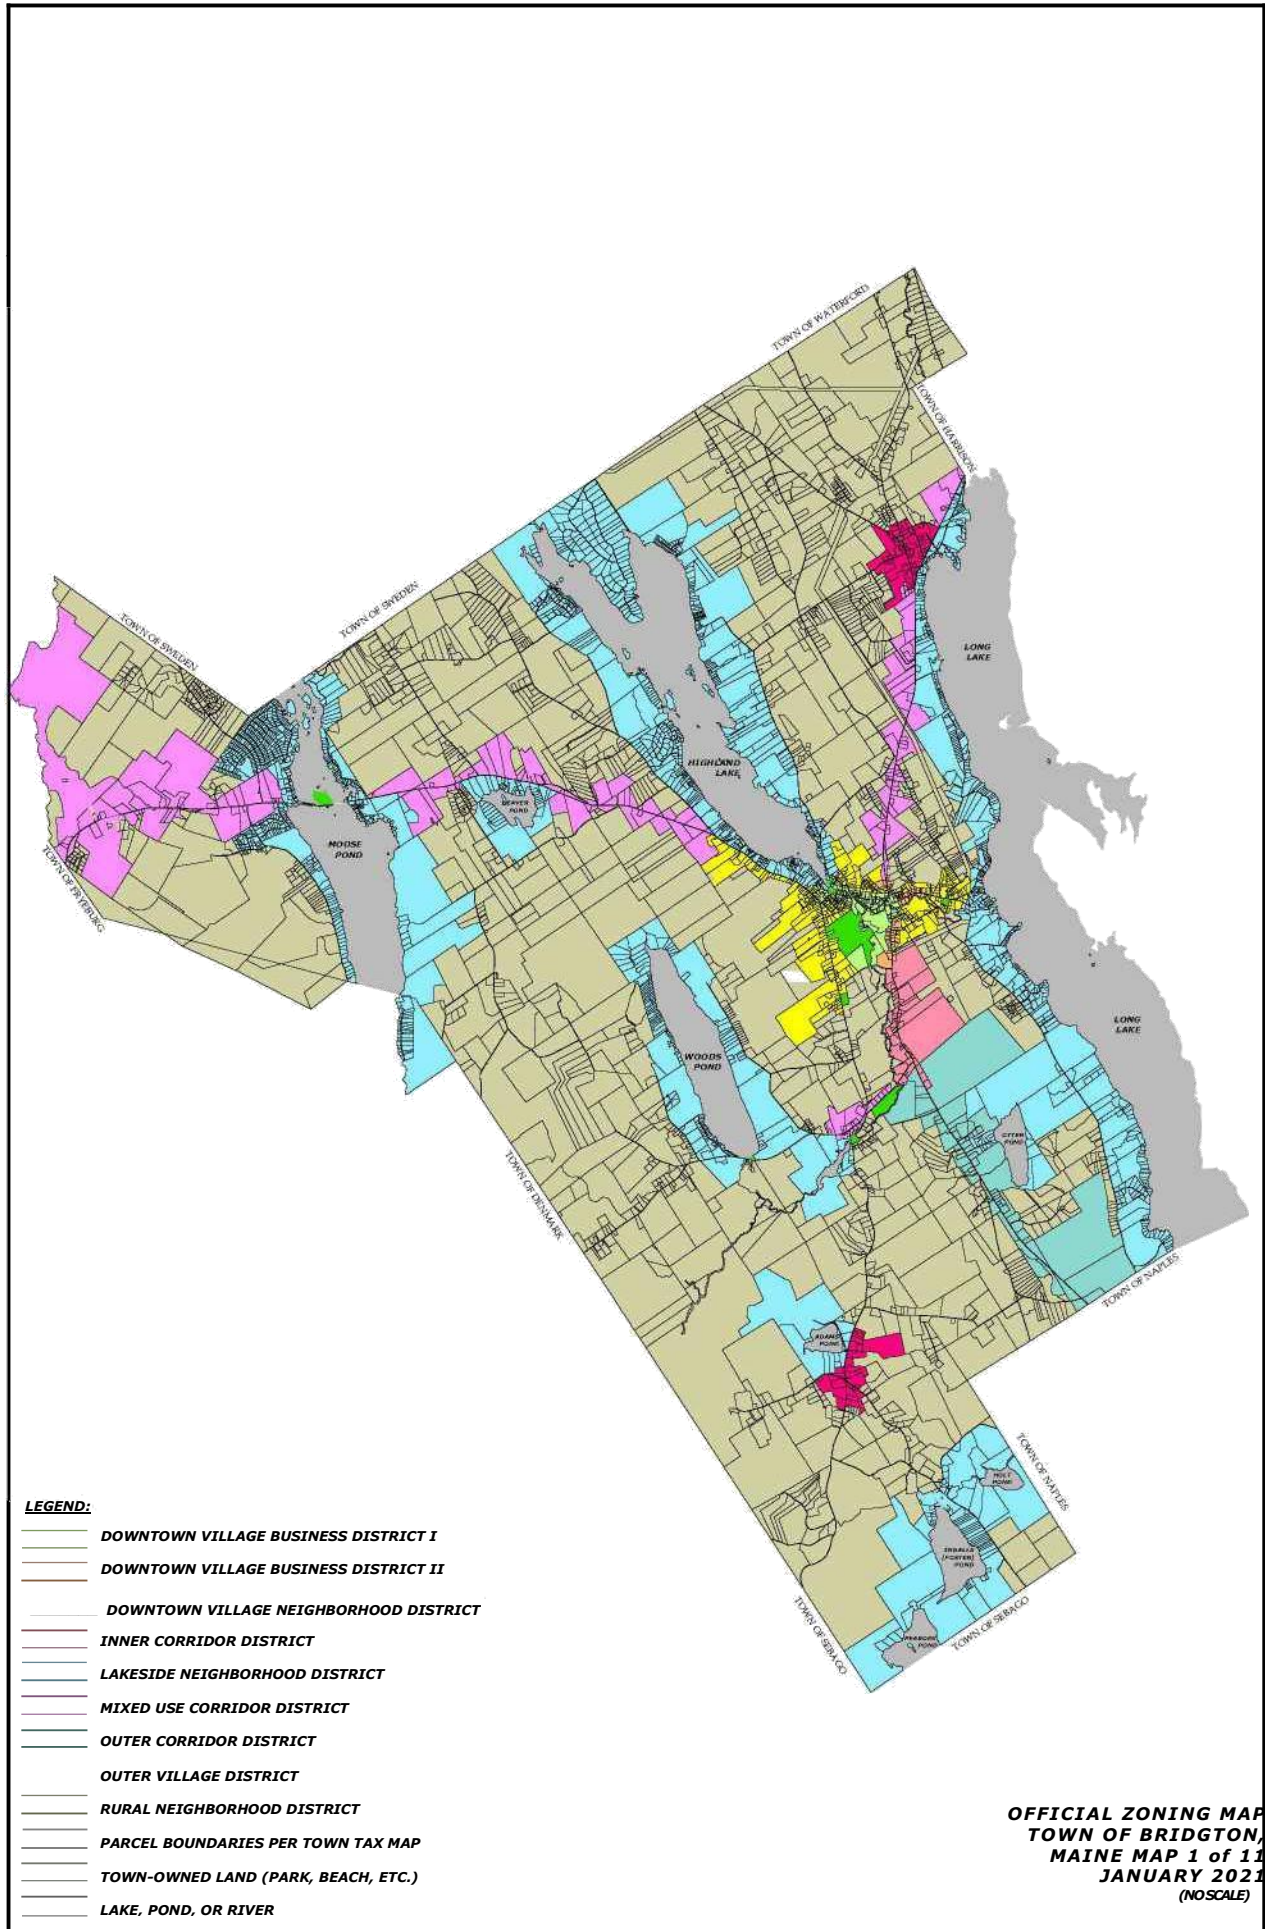 TOWN OF WATERFORD
TOWN OF HARRISON
TOWN OF SWEDEN
TOWN OF SWEDEN
LONG
LAKE
HIGHLAND
LAKE
BEAVER
POND
MOOSE
POND
TOWN OF FRYEBURG
LONG
LAKE
WOODS
POND
OTTER
POND
TOWN OF DENMARK
TOWN OF NAPLES
ADAMS
POND
TOWN OF NAPLES
HOLT
POND
(FOSTER)
POND
PEABODY
POND
TOWN OF SEBAGO
TOWN OF SEBAGO
LEGEND:
DOWNTOWN VILLAGE BUSINESS DISTRICT I
DOWNTOWN VILLAGE BUSINESS DISTRICT II
DOWNTOWN VILLAGE NEIGHBORHOOD DISTRICT
INNER CORRIDOR DISTRICT
LAKESIDE NEIGHBORHOOD DISTRICT
MIXED USE CORRIDOR DISTRICT
OUTER CORRIDOR DISTRICT
OUTER VILLAGE DISTRICT
RURAL NEIGHBORHOOD DISTRICT
PARCEL BOUNDARIES PER TOWN TAX MAP
TOWN-OWNED LAND (PARK, BEACH, ETC.)
LAKE, POND, OR RIVER
OFFICIAL ZONING MAP
TOWN OF BRIDGTON,
MAINE MAP 1 of 11
JANUARY 2021
(NO SCALE)